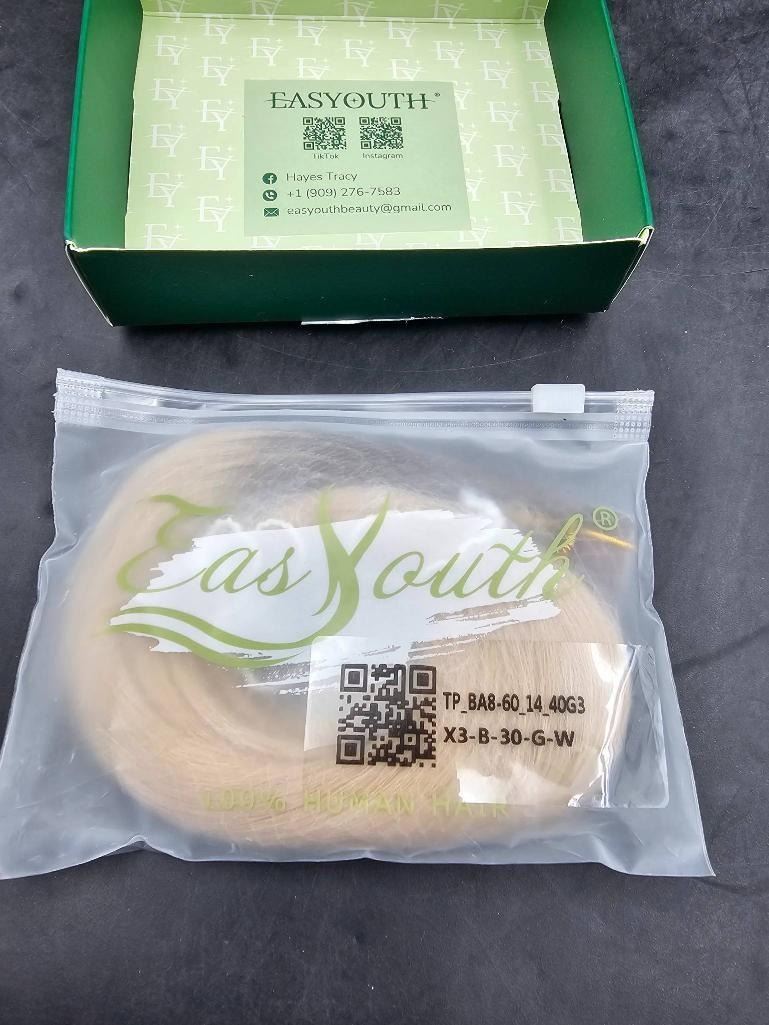 EASYOUTH®
TikTok Instagram
Hayes Tracy
+1 (909) 276-7583
easyouthbeauty@gmail.com
EasYouth®
TP_BA8-60_14_40G3
X3-B-30-G-W
100% HUMAN HAIR